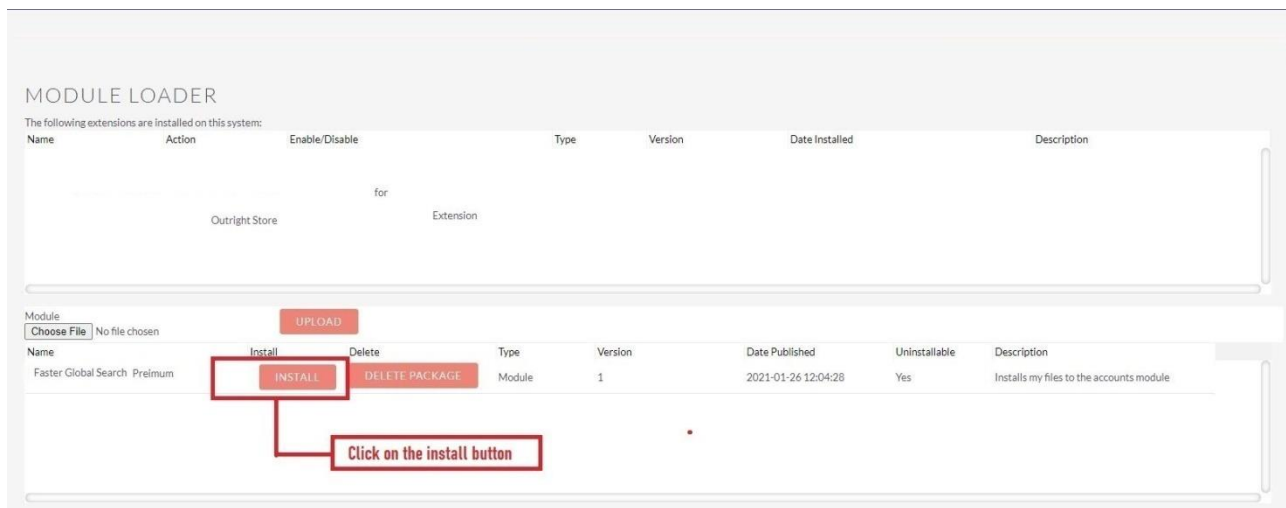 MODULE LOADER
The following extensions are installed on this system:
Name Action Enable/Disable Type Version Date Installed Description
for
Outright Store Extension
Module
Choose File No file chosen UPLOAD
Name Install Delete Type Version Date Published Uninstallable Description
Faster Global Search Preimum INSTALL DELETE PACKAGE Module 1 2021-01-26 12:04:28 Yes Installs my files to the accounts module
Click on the install button